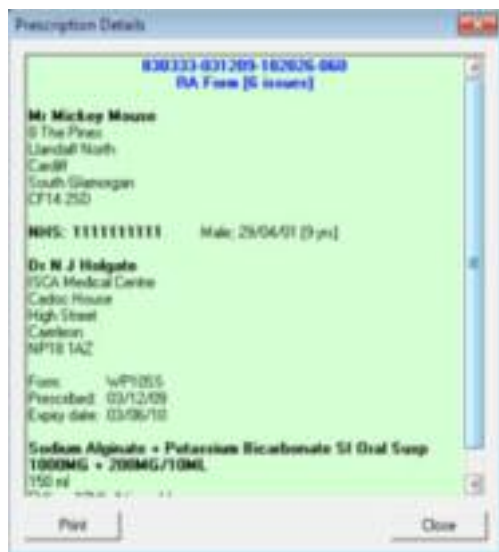 Prescription Details
030333-031209-102026-060
RA Form [6 issues]
Mr Mickey Mouse
8 The Pines
Llandaff North
Cardiff
South Glamorgan
CF14 2SD
NHS: 1111111111 Male; 29/04/01 [9 yrs]
Dr N J Holgate
ISCA Medical Centre
Cadoc House
High Street
Caerleon
NP18 1AZ
Form: WP10SS
Prescribed: 03/12/09
Expiry date: 03/06/10
Sodium Alginate + Potassium Bicarbonate Sf Oral Susp
1000MG + 200MG/10ML
150 ml
Print Close